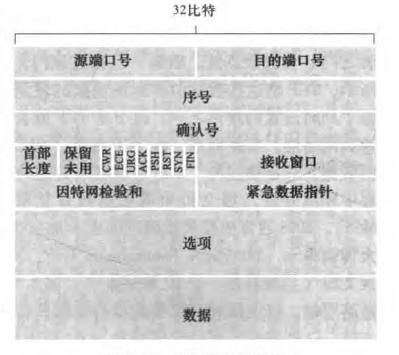 32比特
源端口号 目的端口号
序号
确认号
首部 保留 CWR ECE URG ACK PSH RST SYN FIN 接收窗口
长度 未用
因特网检验和 紧急数据指针
选项
数据